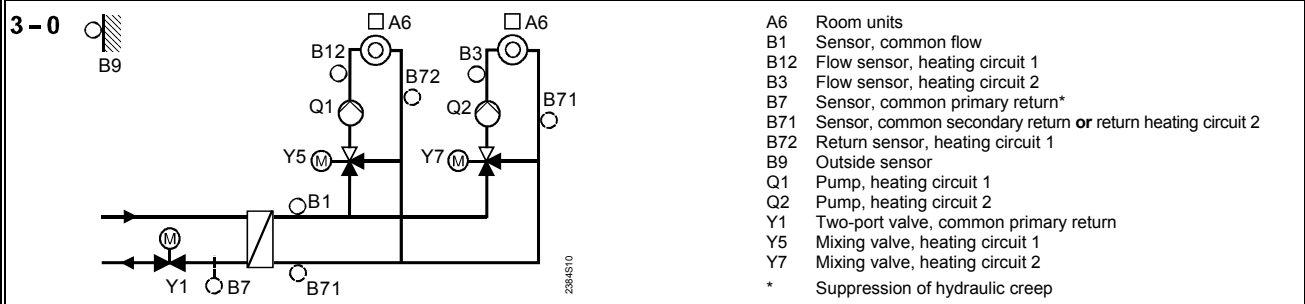 3 – 0
B9
A6
A6
B12
B3
B72
B71
Q1
Q2
Y5
M
Y7
M
B1
M
Y1
B7
B71
2384S10
A6 Room units
B1 Sensor, common flow
B12 Flow sensor, heating circuit 1
B3 Flow sensor, heating circuit 2
B7 Sensor, common primary return*
B71 Sensor, common secondary return or return heating circuit 2
B72 Return sensor, heating circuit 1
B9 Outside sensor
Q1 Pump, heating circuit 1
Q2 Pump, heating circuit 2
Y1 Two-port valve, common primary return
Y5 Mixing valve, heating circuit 1
Y7 Mixing valve, heating circuit 2
* Suppression of hydraulic creep